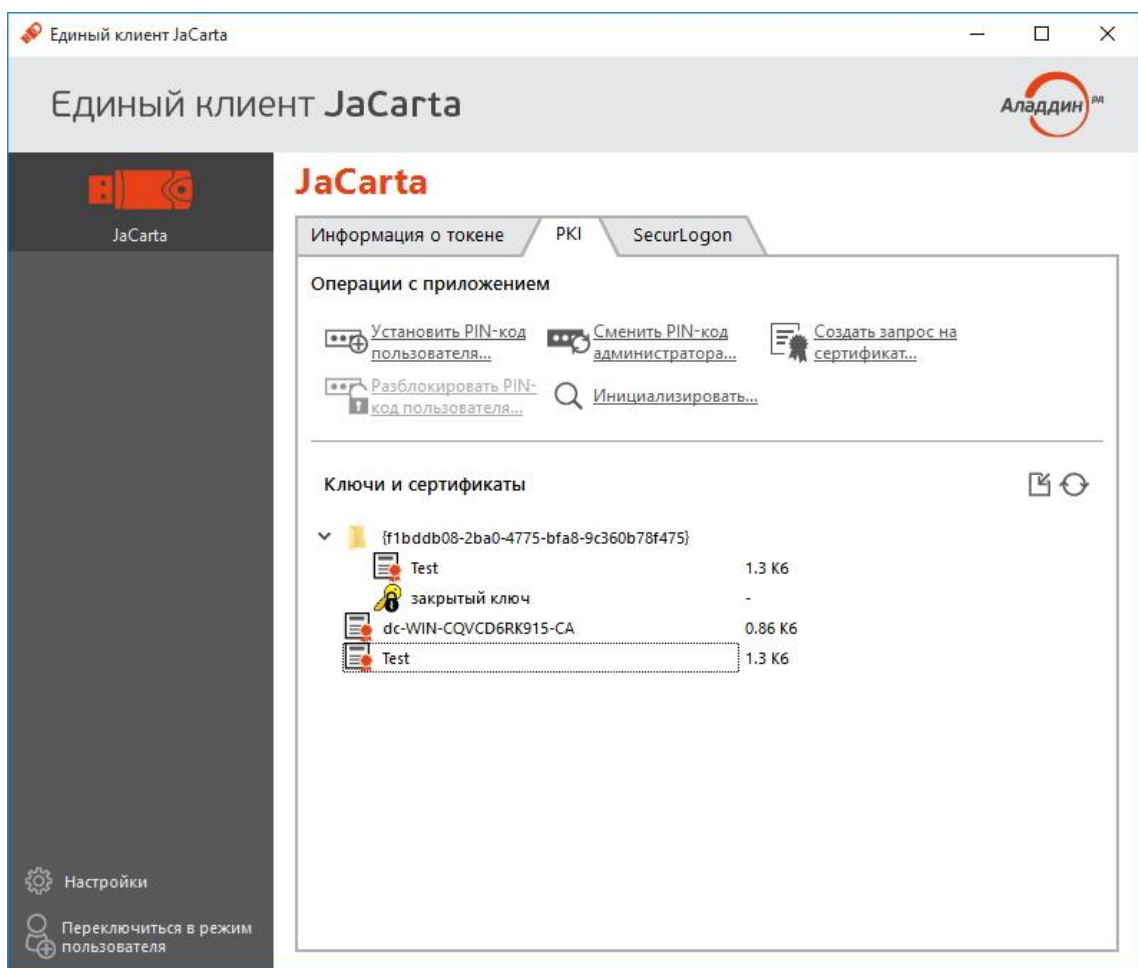 Единый клиент JaCarta
Единый клиент JaCarta
Аладдин РД
JaCarta
JaCarta
Информация о токене
PKI
SecurLogon
Операции с приложением
Установить PIN-код
пользователя...
Сменить PIN-код
администратора...
Создать запрос на
сертификат...
Разблокировать PIN-
код пользователя...
Инициализировать...
Ключи и сертификаты
{f1bddb08-2ba0-4775-bfa8-9c360b78f475}
Test 1.3 Кб
закрытый ключ -
dc-WIN-CQVCD6RK915-CA 0.86 Кб
Test 1.3 Кб
Настройки
Переключиться в режим
пользователя